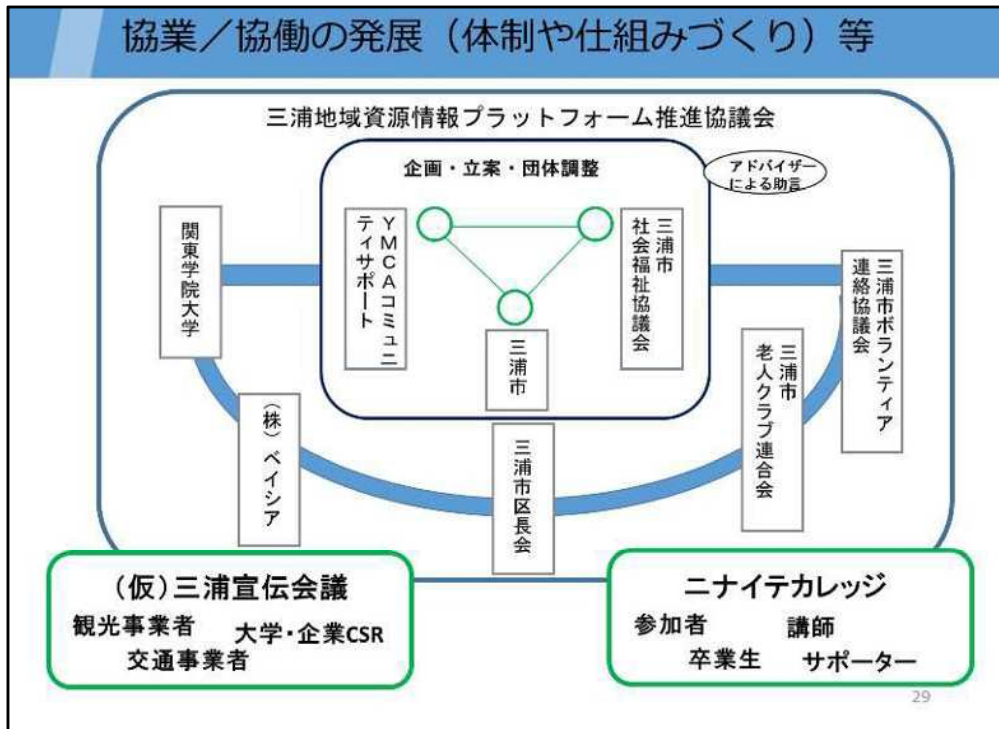 協業／協働の発展（体制や仕組みづくり）等
三浦地域資源情報プラットフォーム推進協議会
企画・立案・団体調整
アドバイザー
による助言
関東学院大学
ＹＭＣＡコミュニ
ティサポート
三浦市
社会福祉協議会
三浦市ボランティア
連絡協議会
三浦市
三浦市
老人クラブ連合会
（株）ベイシア
三浦市区長会
（仮）三浦宣伝会議
観光事業者
大学・企業CSR
交通事業者
ニナイテカレッジ
参加者
講師
卒業生
サポーター
29